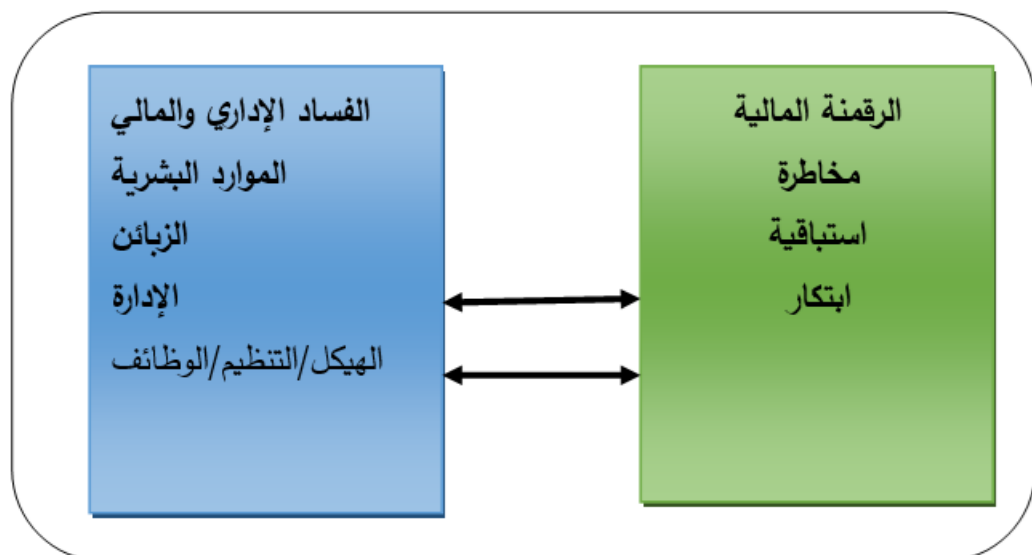 الرقمنة المالية
مخاطرة
استباقية
ابتكار
الفساد الإداري والمالي
الموارد البشرية
الزبائن
الإدارة
الهيكل/التنظيم/الوظائف